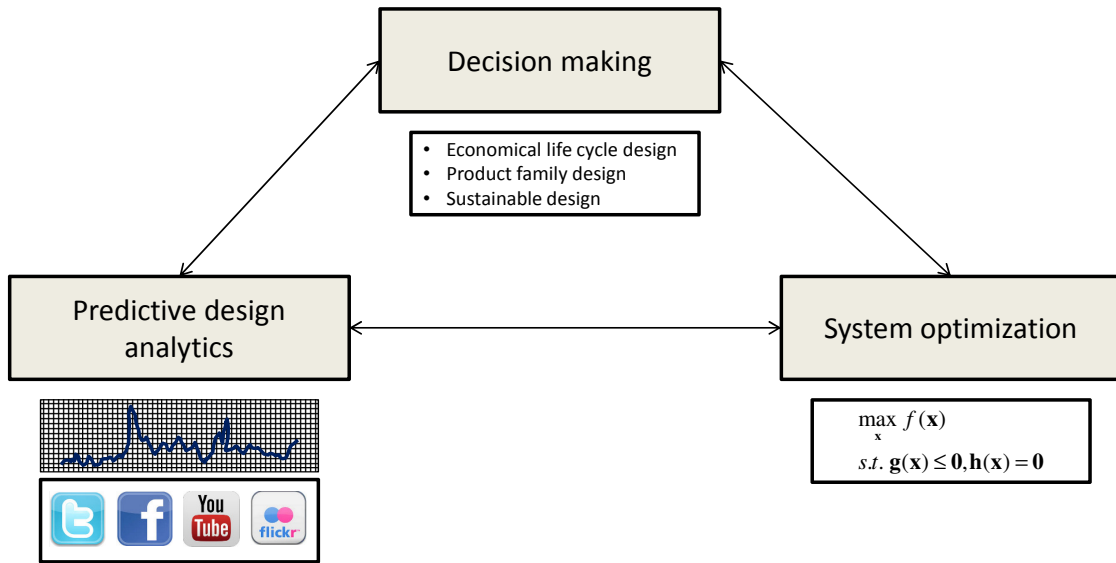 Decision making
• Economical life cycle design
• Product family design
• Sustainable design
Predictive design
analytics
System optimization
max f(x)
x
s.t. g(x) ≤ 0, h(x) = 0
t
f
You
Tube
flickr